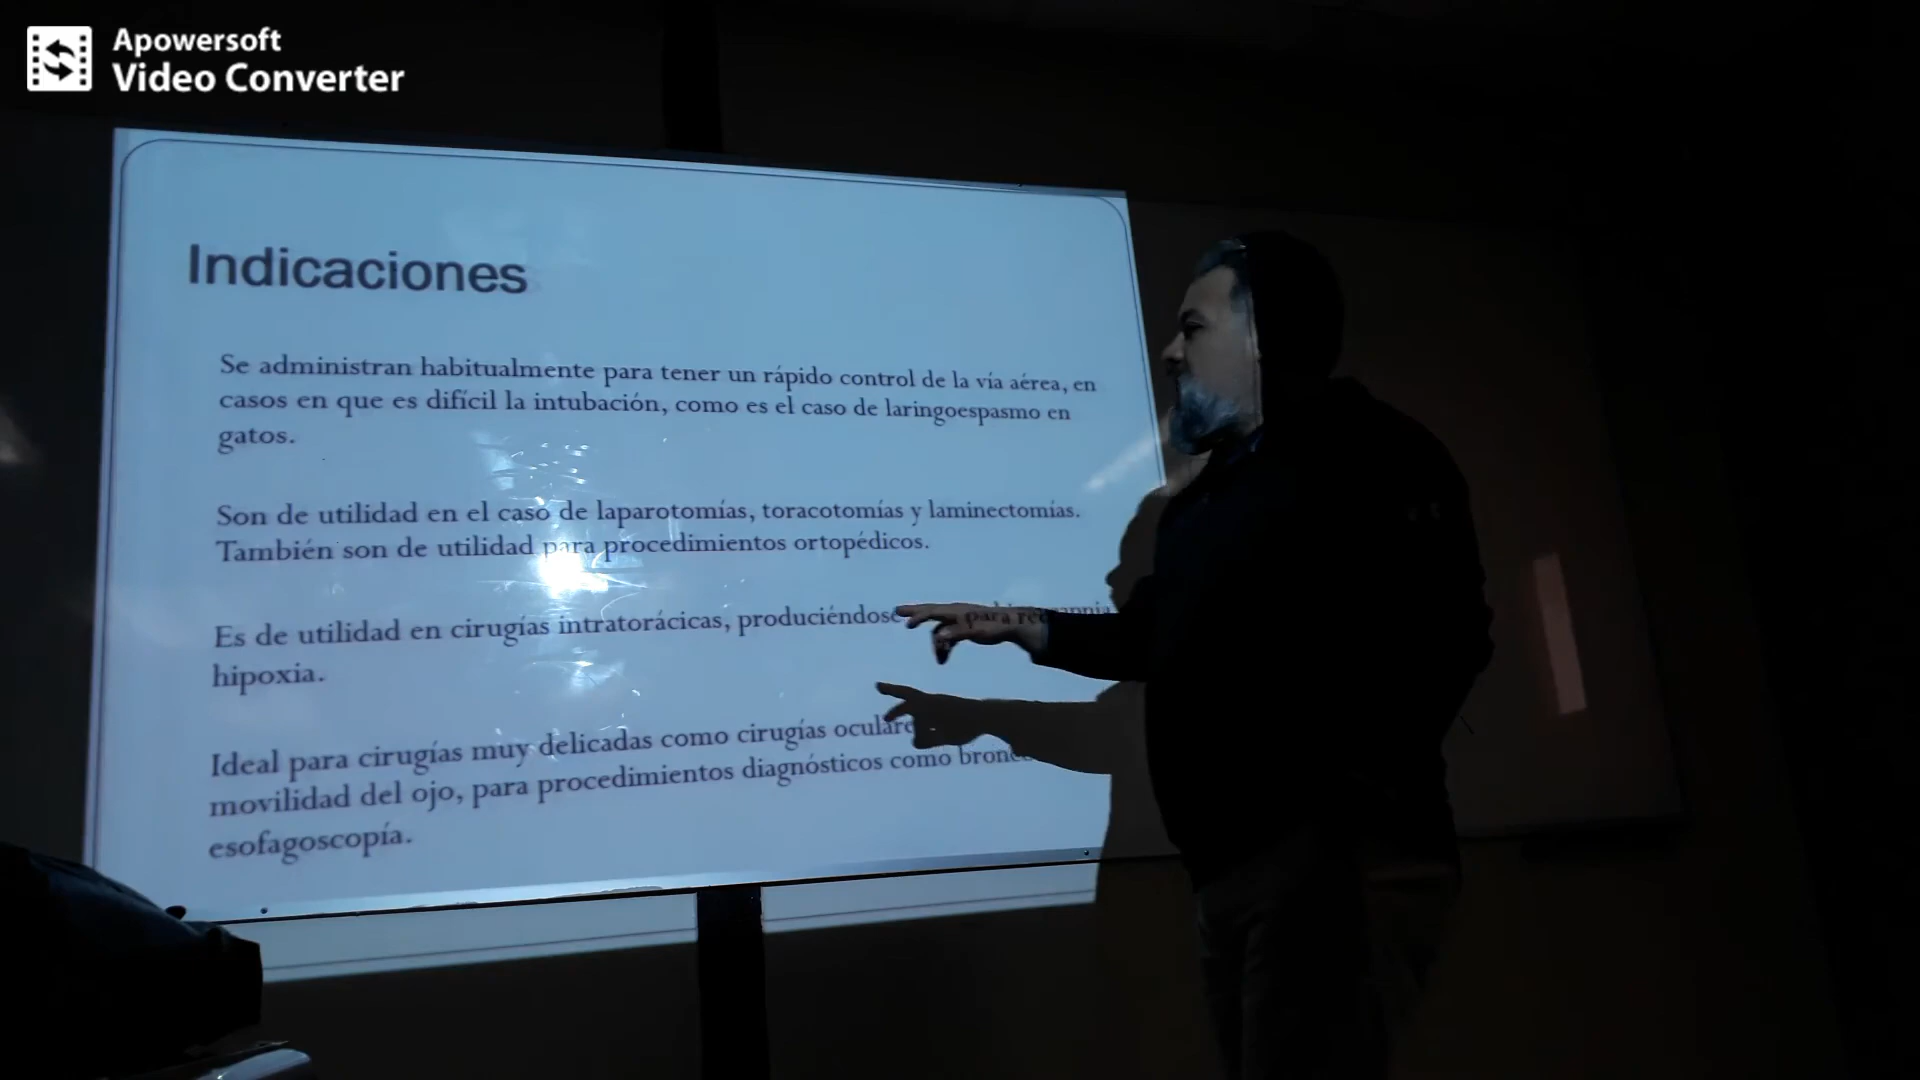 Apowersoft
Video Converter
Indicaciones
Se administran habitualmente para tener un rápido control de la vía aérea, en
casos en que es difícil la intubación, como es el caso de laringoespasmo en
gatos.
Son de utilidad en el caso de laparotomías, toracotomías y laminectomías.
También son de utilidad para procedimientos ortopédicos.
Es de utilidad en cirugías intratorácicas, produciéndose para
hipoxia.
Ideal para cirugías muy delicadas como cirugías
movilidad del ojo, para procedimientos diagnósticos como
esofagoscopía.